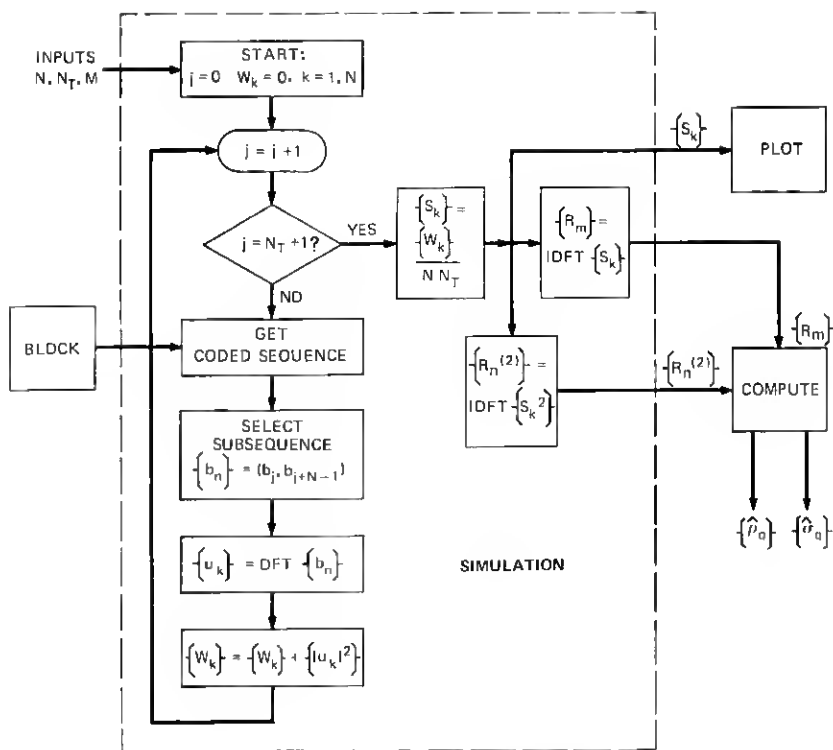 INPUTS
N, N_T, M
START:
j = 0 W_k = 0, k = 1, N
j = j +1
j = N_T +1?
YES
NO
{S_k} =
{W_k}
N N_T
{R_m} =
IDFT {S_k}
{S_k}
PLOT
BLOCK
GET
CODED SEQUENCE
{R_n^(2)} =
IDFT {S_k^2}
{R_n^(2)}
{R_m}
COMPUTE
SELECT
SUBSEQUENCE
{b_n} = (b_j, b_j+N-1)
{ρ̂_q} {σ̂_q}
{u_k} = DFT {b_n}
SIMULATION
{W_k} = {W_k} + {|u_k|^2}